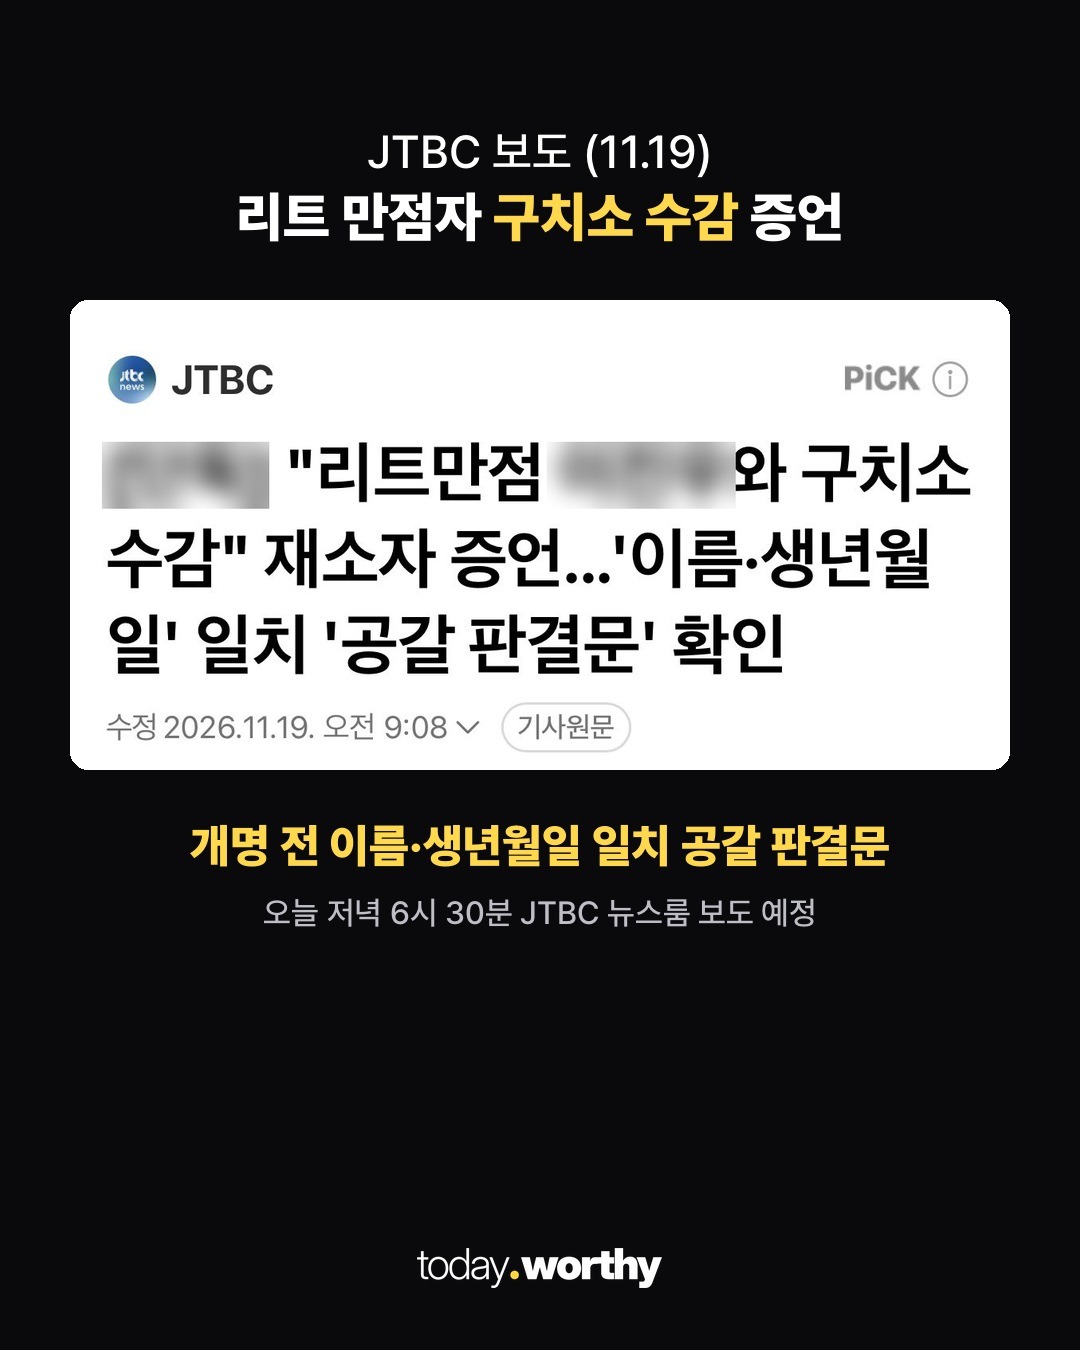 JTBC 보도 (11.19)
리트 만점자 구치소 수감 증언
jtbc
news
JTBC
PiCK
"리트만점 와 구치소
수감" 재소자 증언...'이름·생년월
일' 일치 '공갈 판결문' 확인
수정 2026.11.19. 오전 9:08
기사원문
개명 전 이름·생년월일 일치 공갈 판결문
오늘 저녁 6시 30분 JTBC 뉴스룸 보도 예정
today.worthy